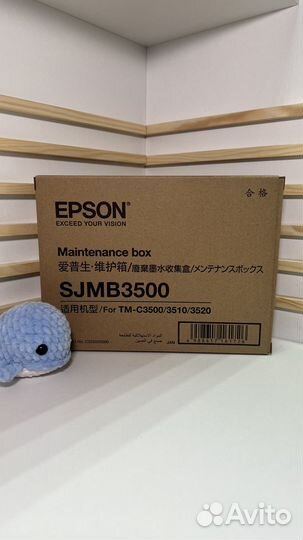 合格
EPSON®
EXCEED YOUR VISION
Maintenance box
爱普生·维护箱/廢棄墨水收集盒/メンテナンスボックス
SJMB3500
适用机型/For TM-C3500/3510/3520
JAN
Avito